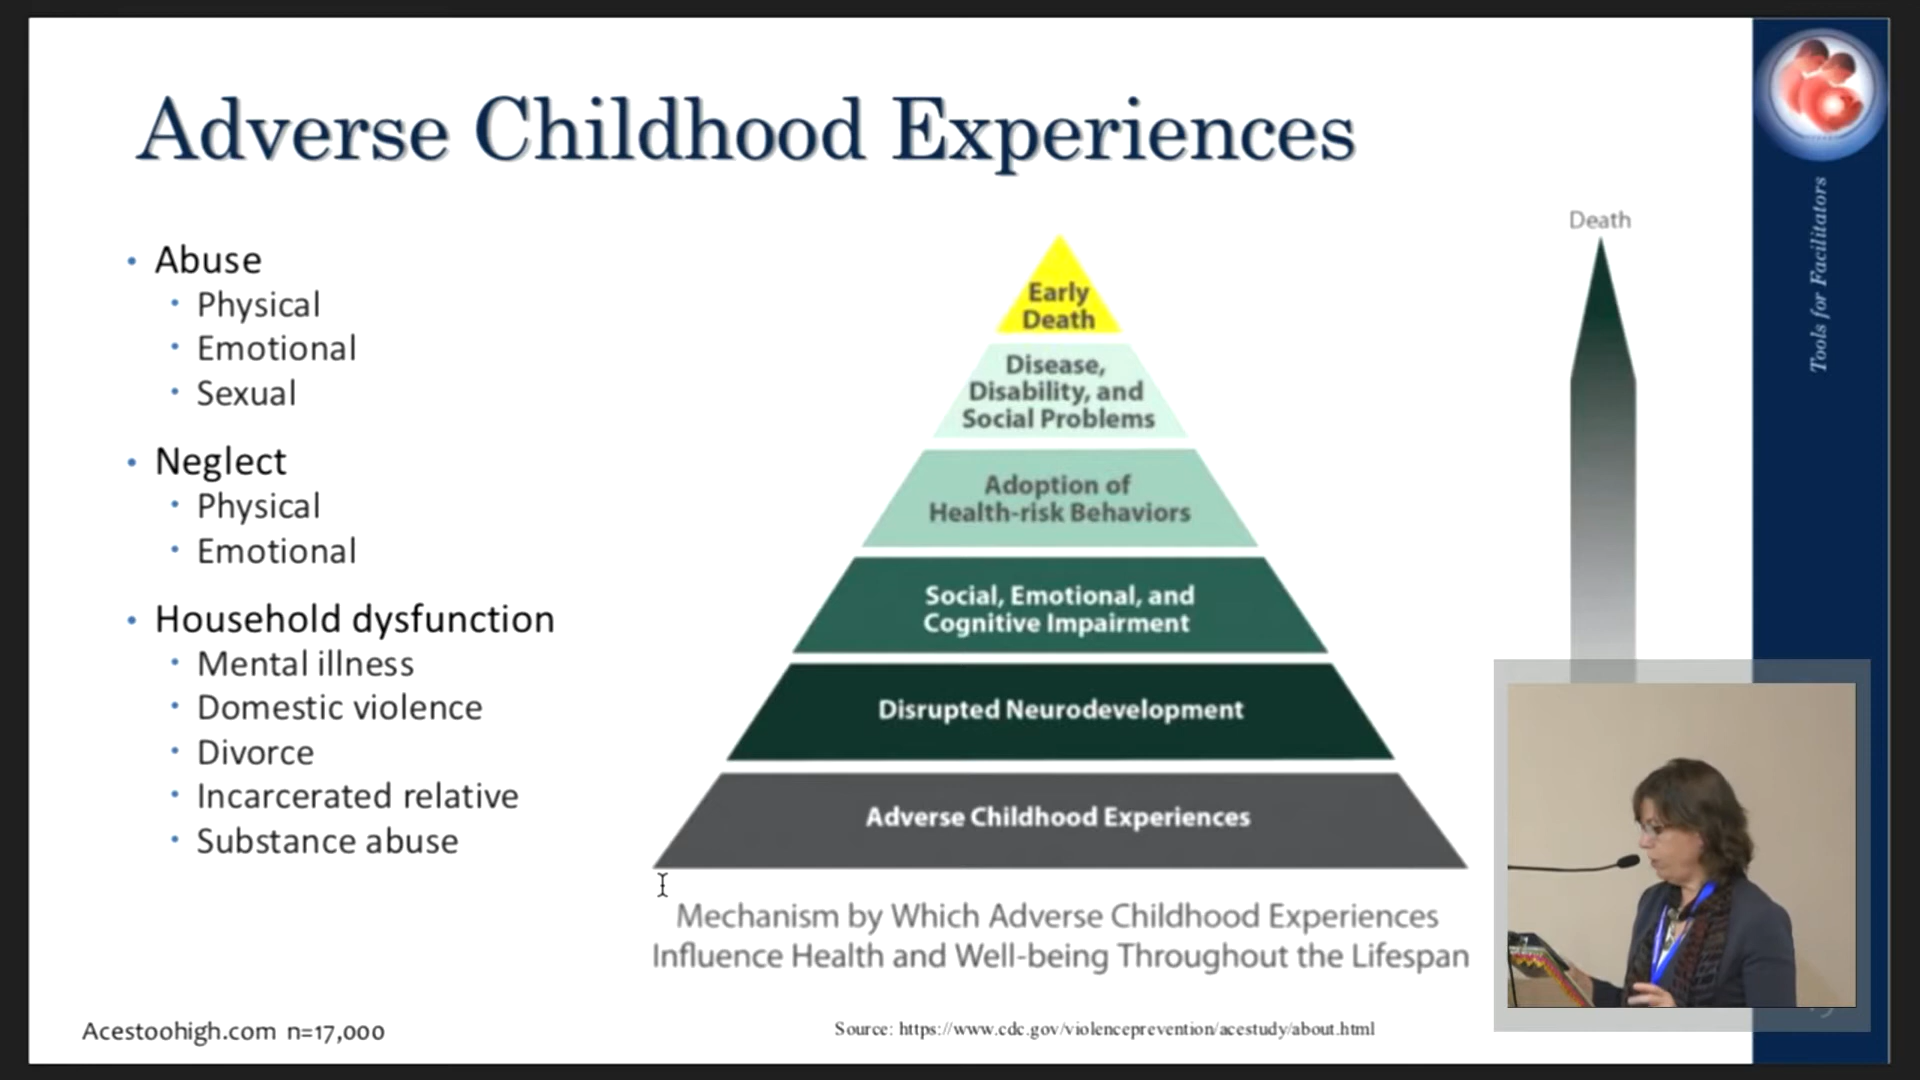 Adverse Childhood Experiences
• Abuse
• Physical
• Emotional
• Sexual
• Neglect
• Physical
• Emotional
• Household dysfunction
• Mental illness
• Domestic violence
• Divorce
• Incarcerated relative
• Substance abuse
Early
Death
Disease,
Disability, and
Social Problems
Adoption of
Health-risk Behaviors
Social, Emotional, and
Cognitive Impairment
Disrupted Neurodevelopment
Adverse Childhood Experiences
Mechanism by Which Adverse Childhood Experiences
Influence Health and Well-being Throughout the Lifespan
Death
Tools for Facilitators
Acestoohigh.com n=17,000
Source: https://www.cdc.gov/violenceprevention/acestudy/about.html